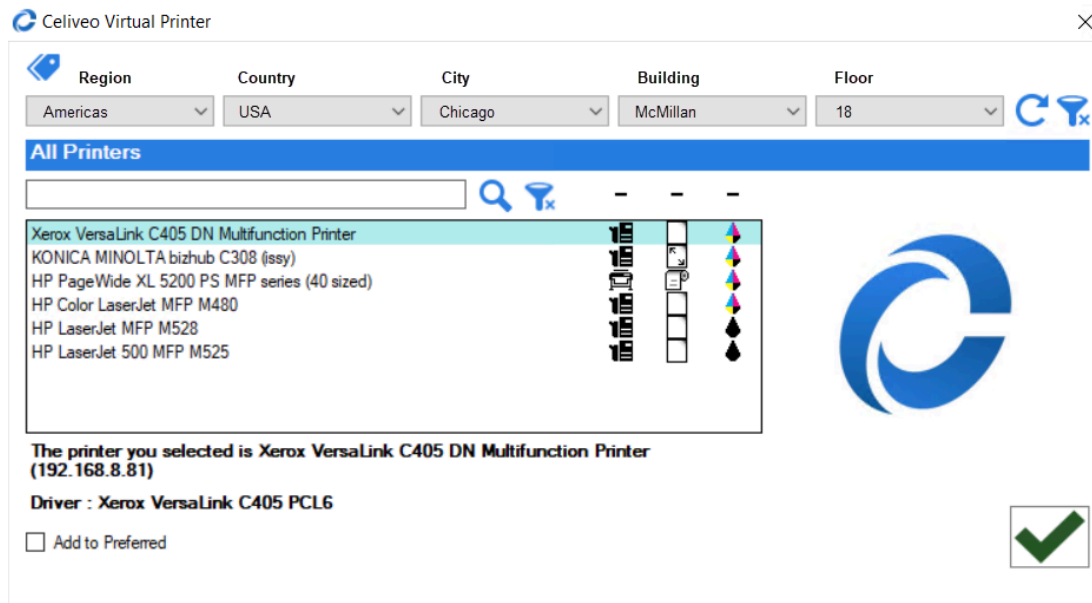 Celiveo Virtual Printer
Region Country City Building Floor
Americas USA Chicago McMillan 18
All Printers
– – –
Xerox VersaLink C405 DN Multifunction Printer
KONICA MINOLTA bizhub C308 (issy)
HP PageWide XL 5200 PS MFP series (40 sized)
HP Color LaserJet MFP M480
HP LaserJet MFP M528
HP LaserJet 500 MFP M525
The printer you selected is Xerox VersaLink C405 DN Multifunction Printer
(192.168.8.81)
Driver : Xerox VersaLink C405 PCL6
Add to Preferred